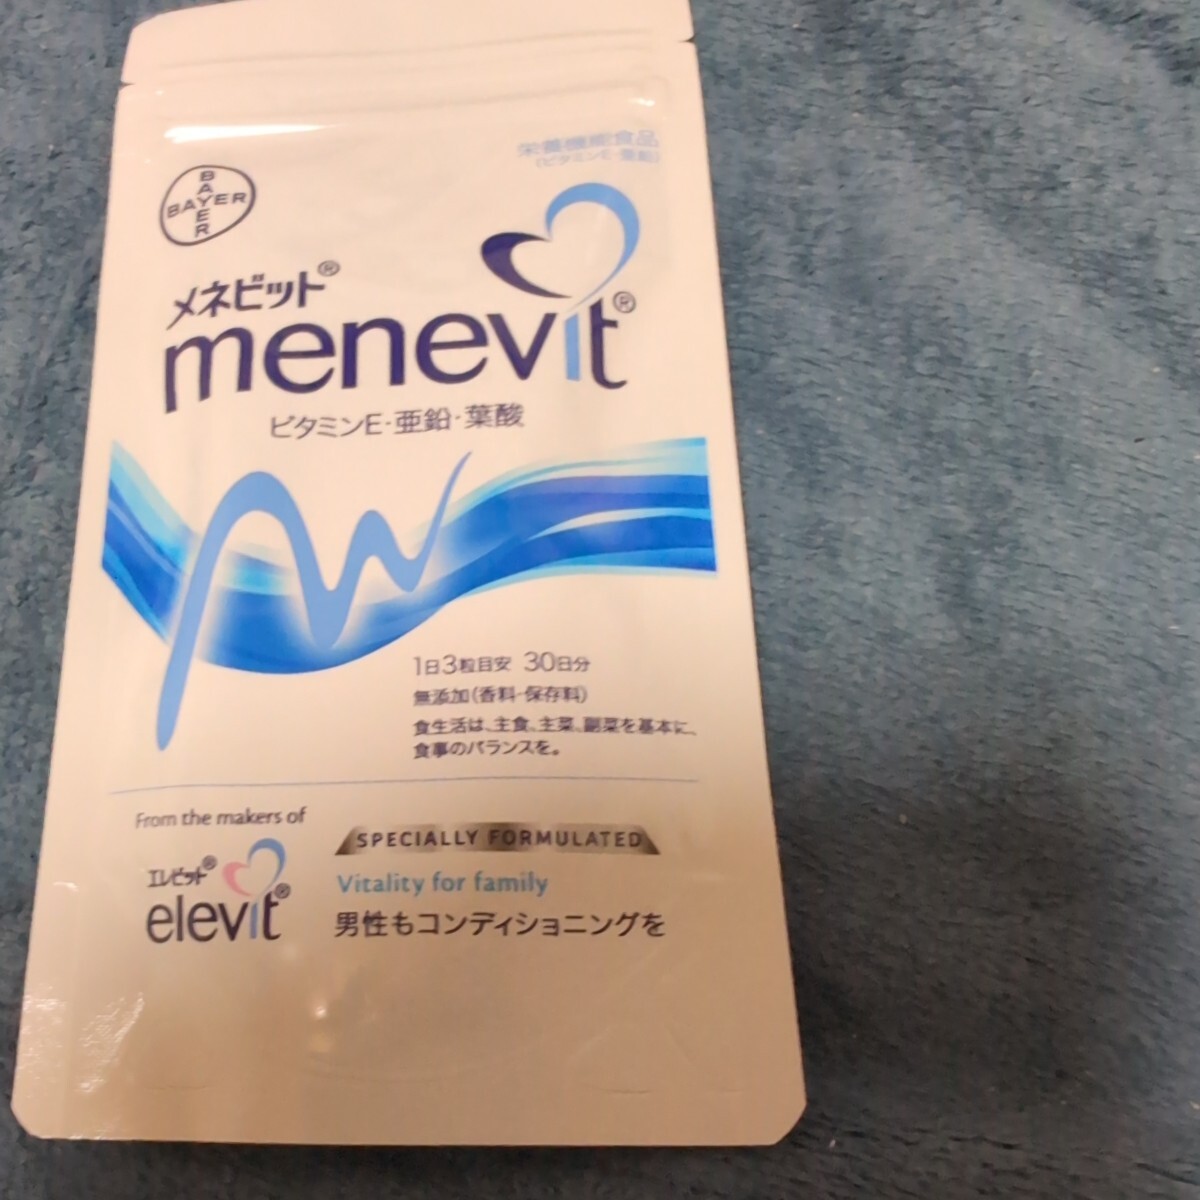 栄養機能食品
(ビタミンE・亜鉛)
BAYER
BAYER
メネビット®
menevit®
ビタミンE・亜鉛・葉酸
1日3粒目安 30日分
無添加(香料・保存料)
食生活は、主食、主菜、副菜を基本に、
食事のバランスを。
From the makers of
エレビット®
elevit®
SPECIALLY FORMULATED
Vitality for family
男性もコンディショニングを